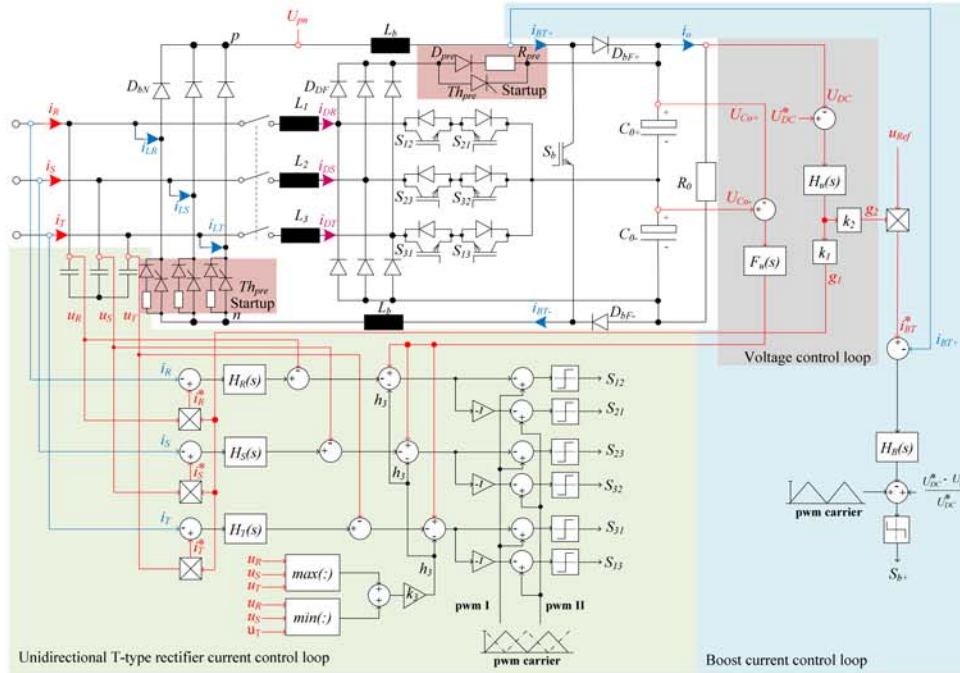 U_pn
p
L_b
i_BT+
D_bF+
i_o
D_pre
R_pre
Th_pre
Startup
D_bN
D_DF
U_DC
U*_DC
U_Co+
u_Ref
i_R
i_LR
L_1
i_DR
S_12
S_21
C_0+
S_b
H_u(s)
i_S
i_LS
L_2
i_DS
S_23
S_32
R_0
U_Co-
k_2
g_2
i_T
i_LT
L_3
i_DT
S_31
S_13
C_0-
F_u(s)
k_1
g_1
Th_pre
Startup
u_R
u_S
u_T
n
L_b
i_BT-
D_bF-
i*_BT
i_BT+
Voltage control loop
i_R
H_R(s)
i*_R
h_3
-1
S_12
S_21
i_S
H_S(s)
i*_S
h_3
-1
S_23
S_32
H_B(s)
U*_DC - U
U*_DC
pwm carrier
i_T
H_T(s)
i*_T
h_3
-1
S_31
S_13
S_b+
u_R
u_S
u_T
max(:)
k_3
u_R
u_S
u_T
min(:)
pwm I
pwm II
pwm carrier
Unidirectional T-type rectifier current control loop
Boost current control loop